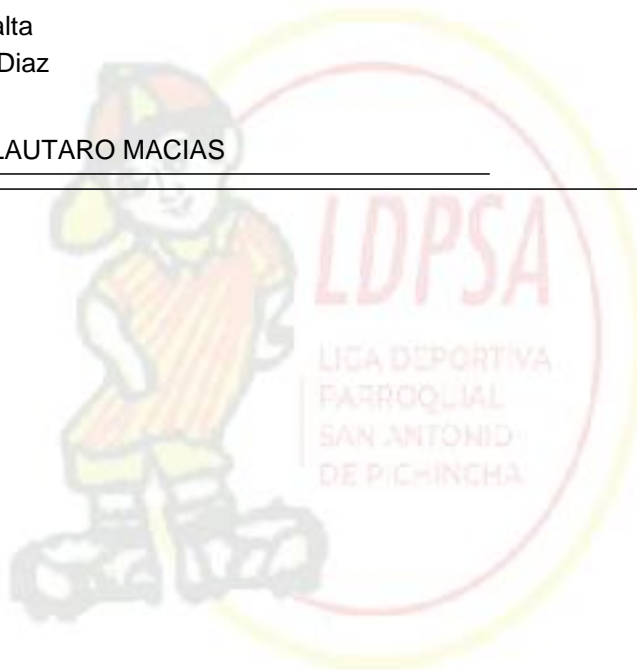 alta
Diaz
LAUTARO MACIAS
LDPSA
LIGA DEPORTIVA
PARROQUIAL
SAN ANTONIO
DE PICHINCHA